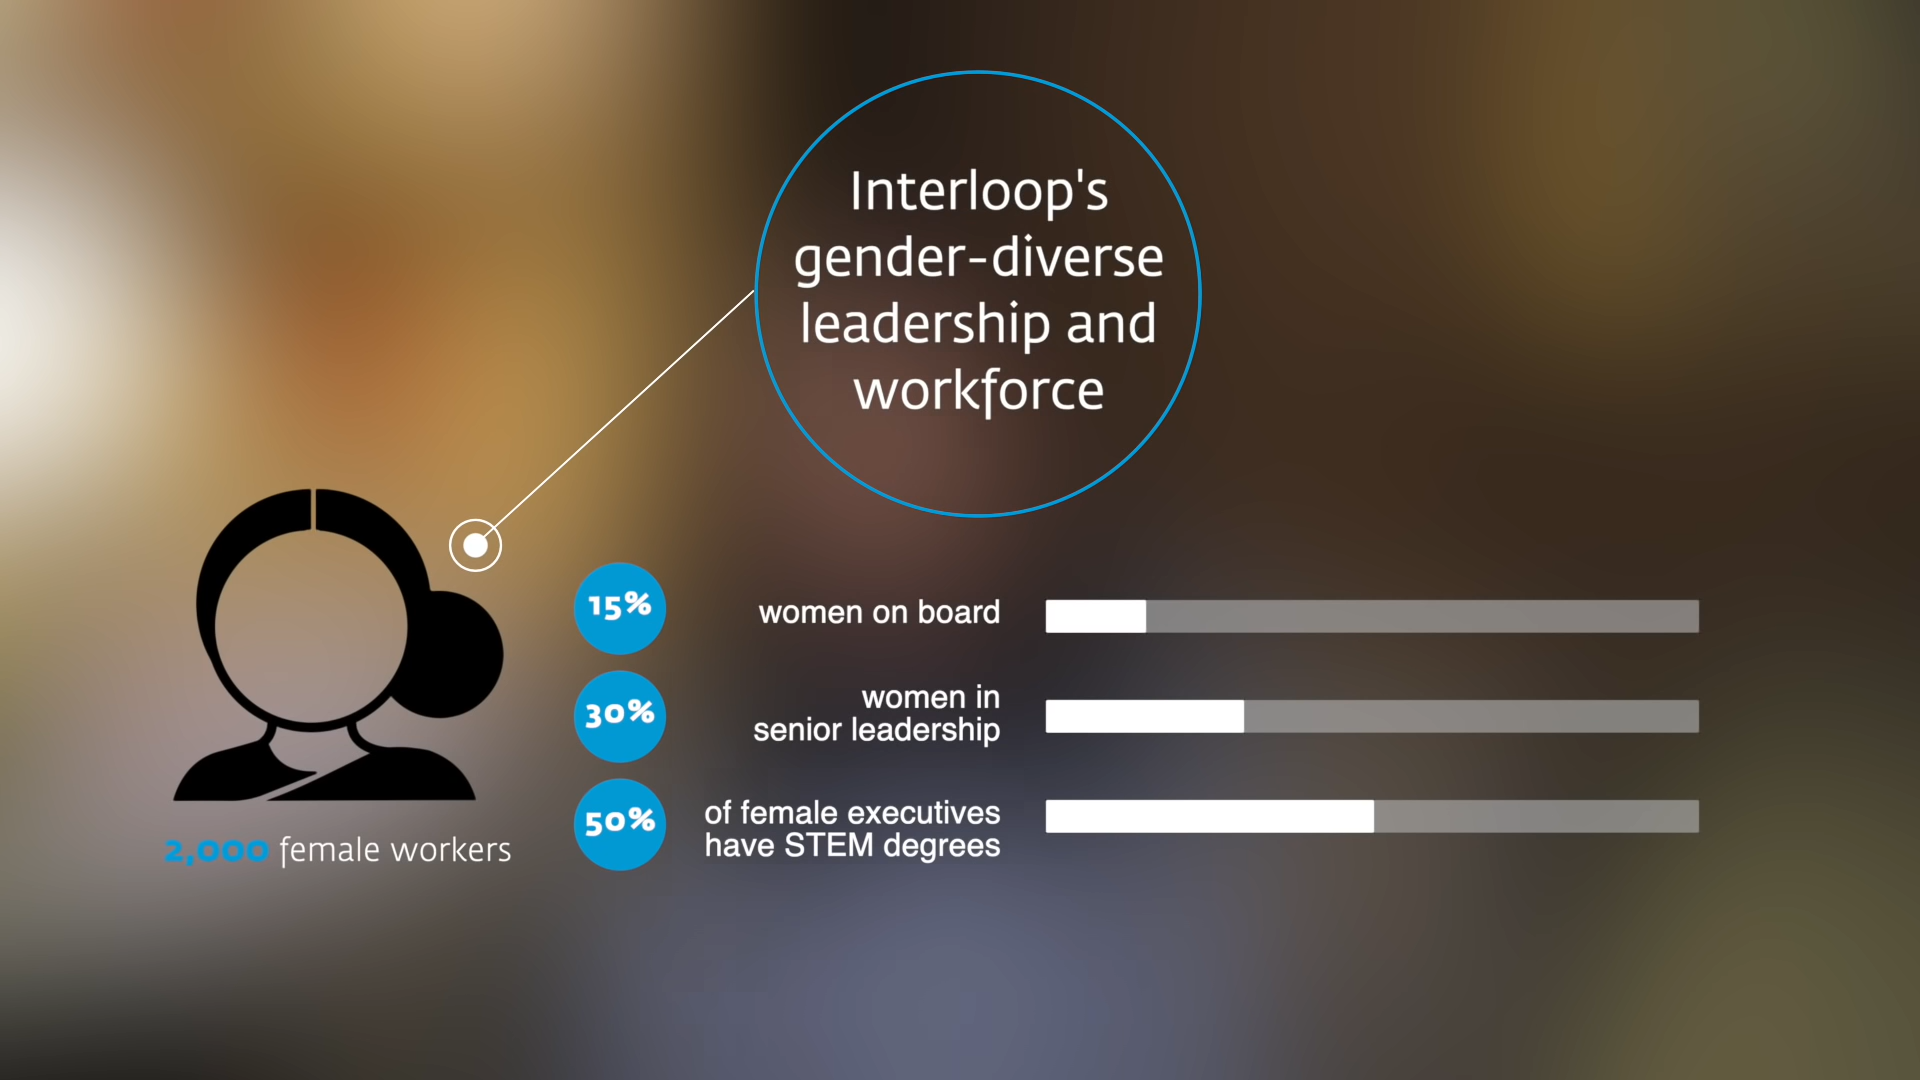 Interloop's
gender-diverse
leadership and
workforce
15%
women on board
30%
women in
senior leadership
50%
of female executives
have STEM degrees
2,000 female workers